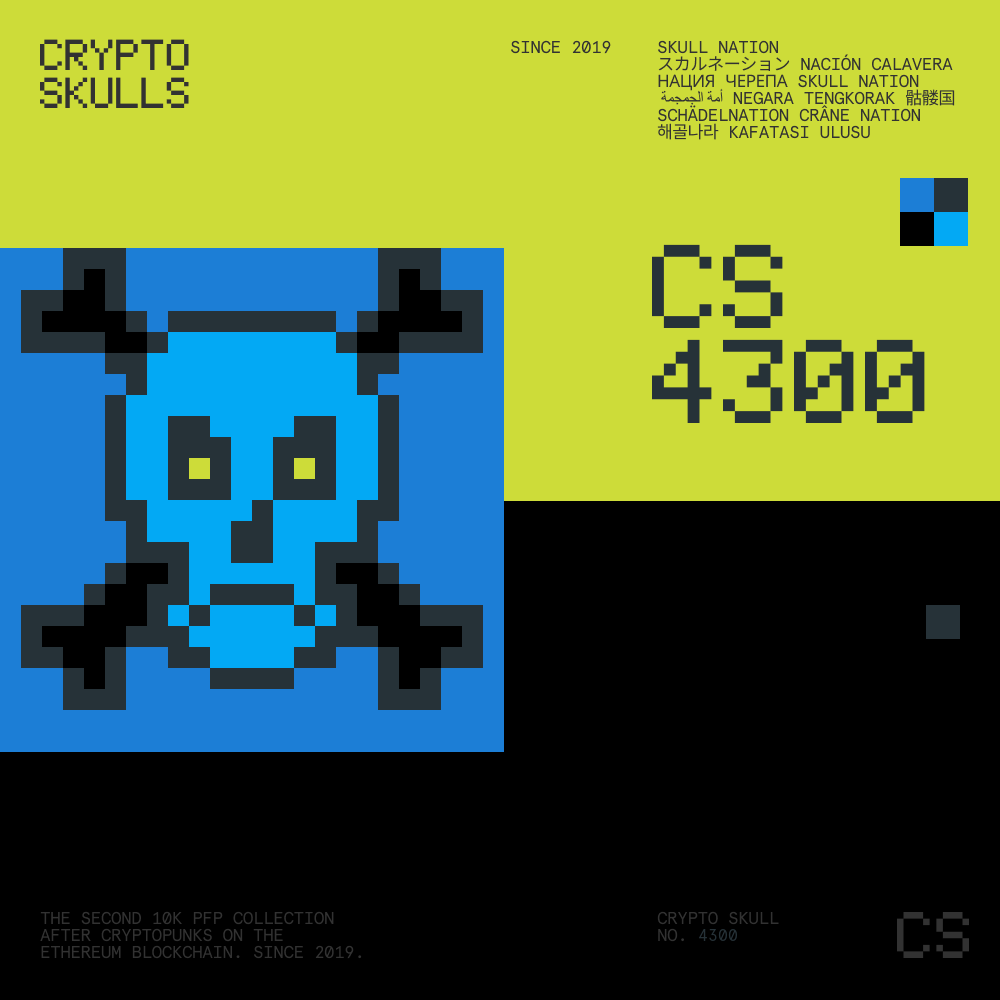 CRYPTO
SKULLS
SINCE 2019
SKULL NATION
スカルネーション NACIÓN CALAVERA
НАЦИЯ ЧЕРЕПА SKULL NATION
أمة الجمجمة NEGARA TENGKORAK 骷髅国
SCHÄDELNATION CRÂNE NATION
해골나라 KAFATASI ULUSU
CS
4300
THE SECOND 10K PFP COLLECTION
AFTER CRYPTOPUNKS ON THE
ETHEREUM BLOCKCHAIN. SINCE 2019.
CRYPTO SKULL
NO. 4300
CS